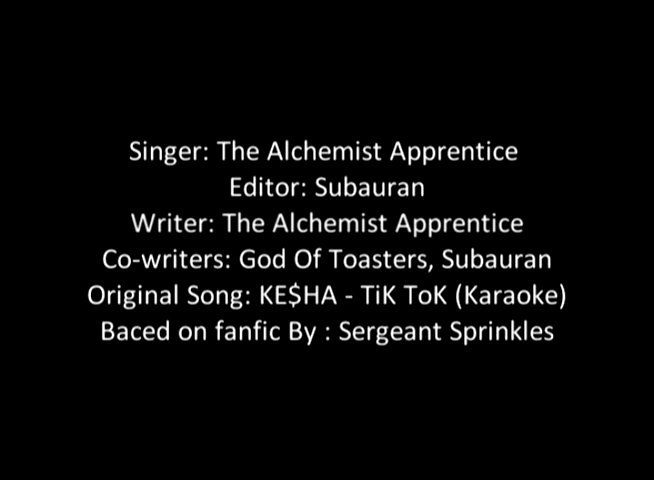 Singer: The Alchemist Apprentice
Editor: Subauran
Writer: The Alchemist Apprentice
Co-writers: God Of Toasters, Subauran
Original Song: KE$HA - TiK ToK (Karaoke)
Baced on fanfic By : Sergeant Sprinkles